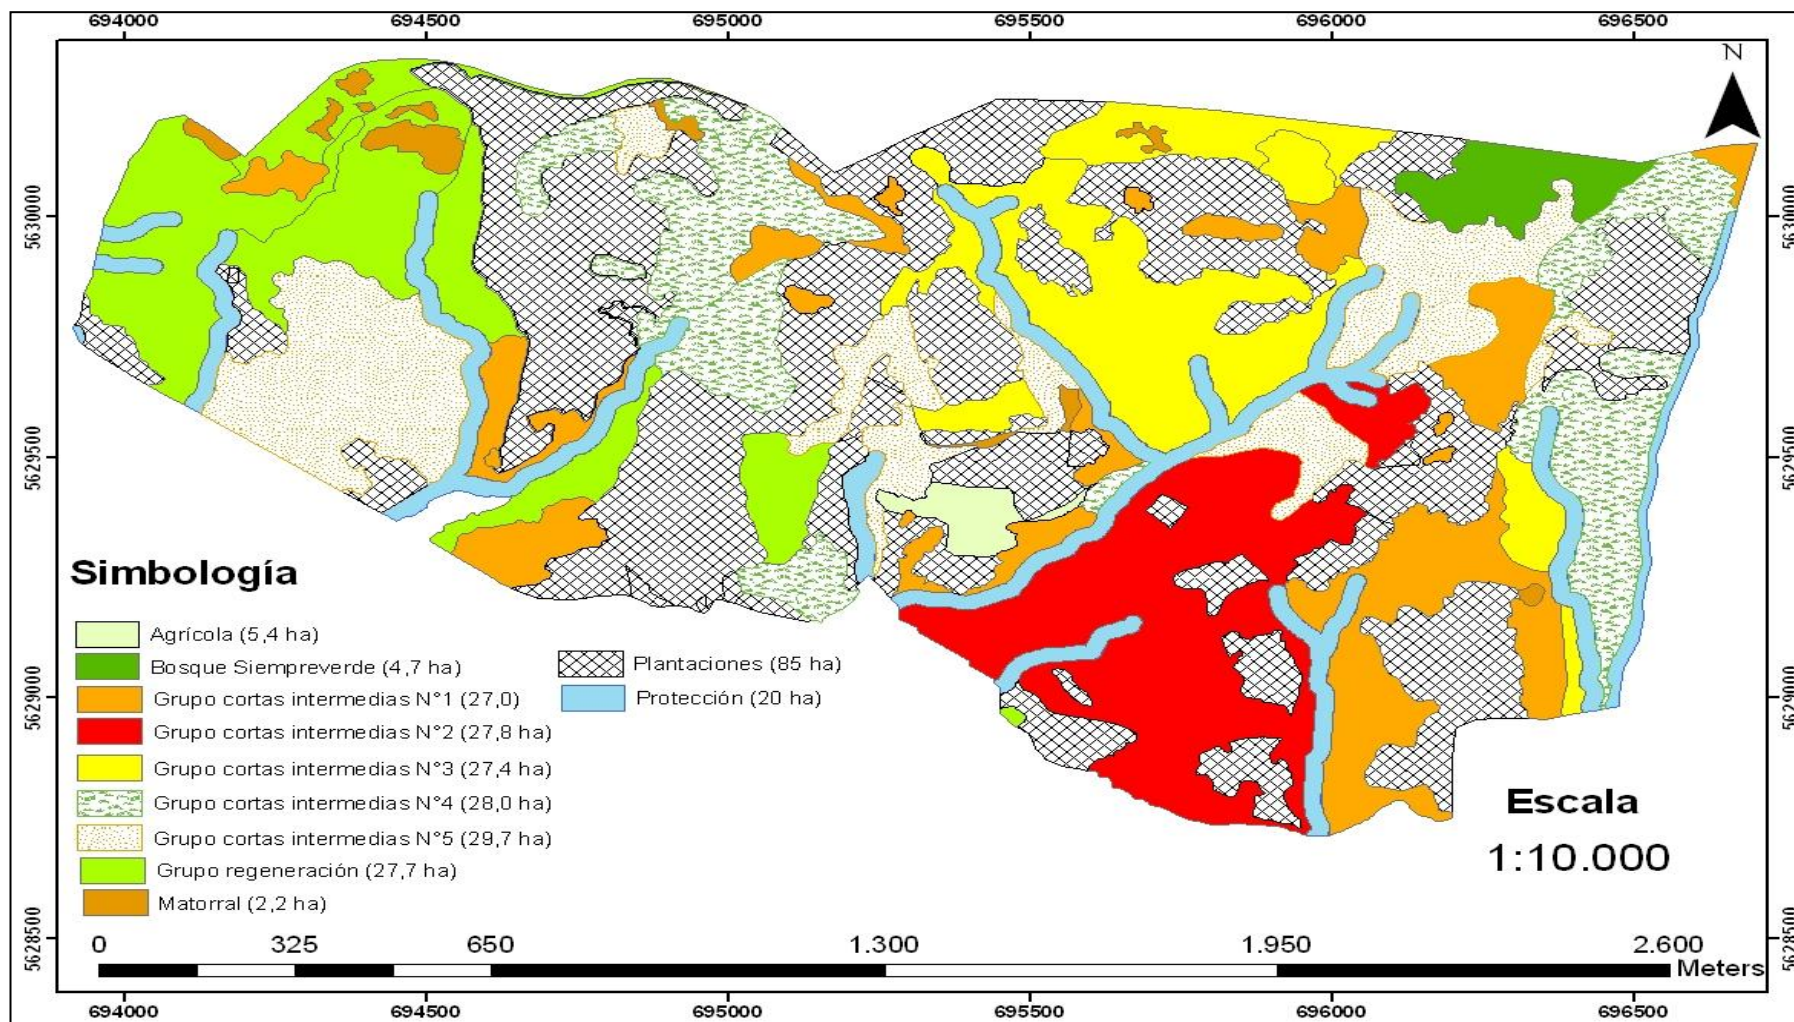 694000 694500 695000 695500 696000 696500
N
5630000 5630000
5629500 5629500
5629000 5629000
5628500 5628500
Simbología
Agrícola (5,4 ha)
Bosque Siempreverde (4,7 ha)
Grupo cortas intermedias N°1 (27,0)
Grupo cortas intermedias N°2 (27,8 ha)
Grupo cortas intermedias N°3 (27,4 ha)
Grupo cortas intermedias N°4 (28,0 ha)
Grupo cortas intermedias N°5 (29,7 ha)
Grupo regeneración (27,7 ha)
Matorral (2,2 ha)
Plantaciones (85 ha)
Protección (20 ha)
Escala
1:10.000
0 325 650 1.300 1.950 2.600
Meters
694000 694500 695000 695500 696000 696500